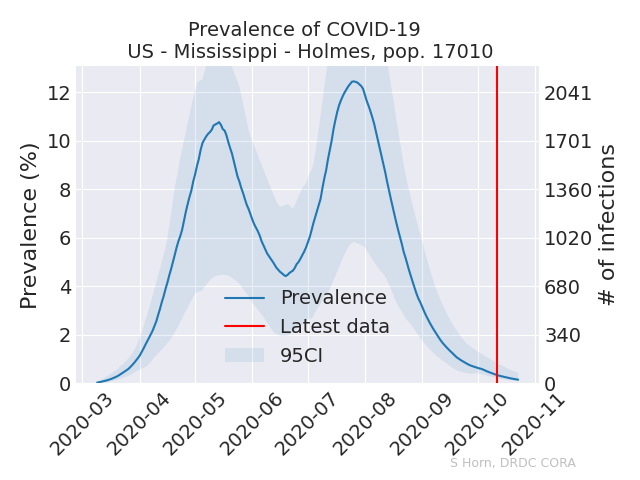 Prevalence of COVID-19
US - Mississippi - Holmes, pop. 17010
Prevalence (%)
12
10
8
6
4
2
0
2041
1701
1360
1020
680
340
0
# of infections
Prevalence
Latest data
95CI
2020-03
2020-04
2020-05
2020-06
2020-07
2020-08
2020-09
2020-10
2020-11
S Horn, DRDC CORA